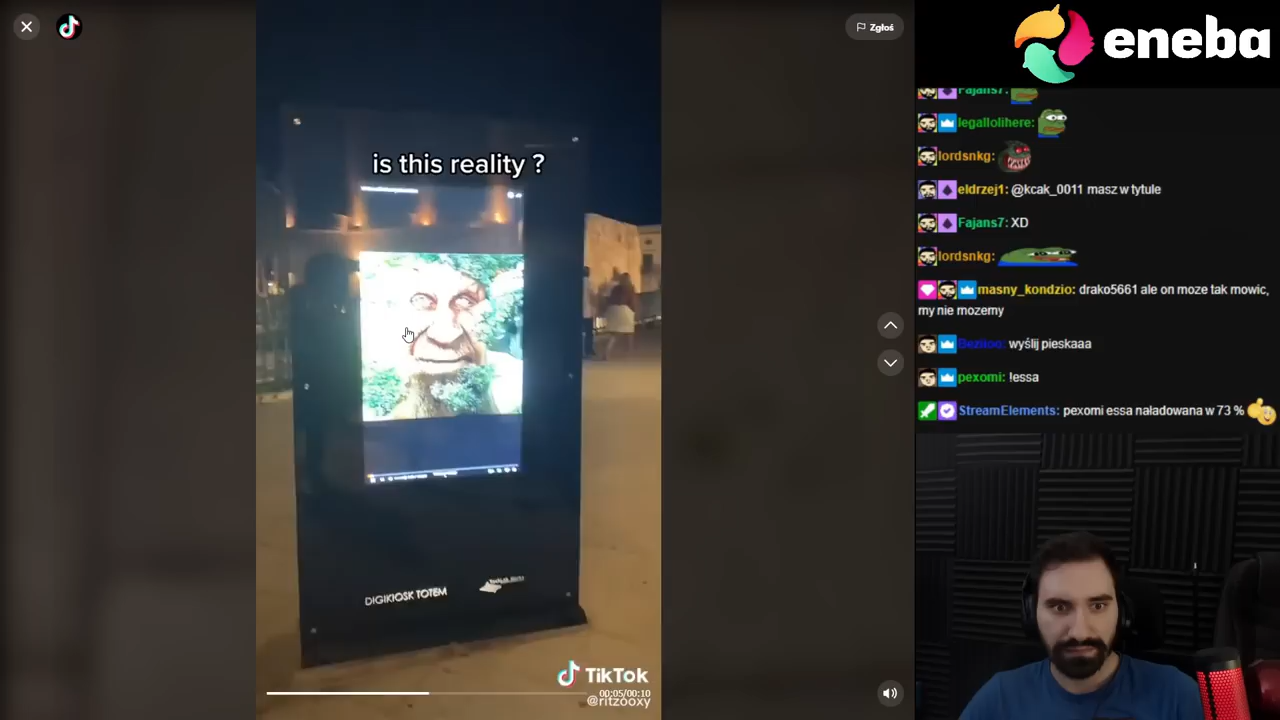 Zgłoś
is this reality ?
DIGIKIOSK TOTEM
TikTok
00:05/00:10
@ritzooxy
eneba
Fajans7:
legallolihere:
lordsnkg:
eldrzej1: @kcak_0011 masz w tytule
Fajans7: XD
lordsnkg:
masny_kondzio: drako5661 ale on moze tak mowic,
my nie mozemy
Beziioo: wyślij pieskaaa
pexomi: !essa
StreamElements: pexomi essa naładowana w 73 %